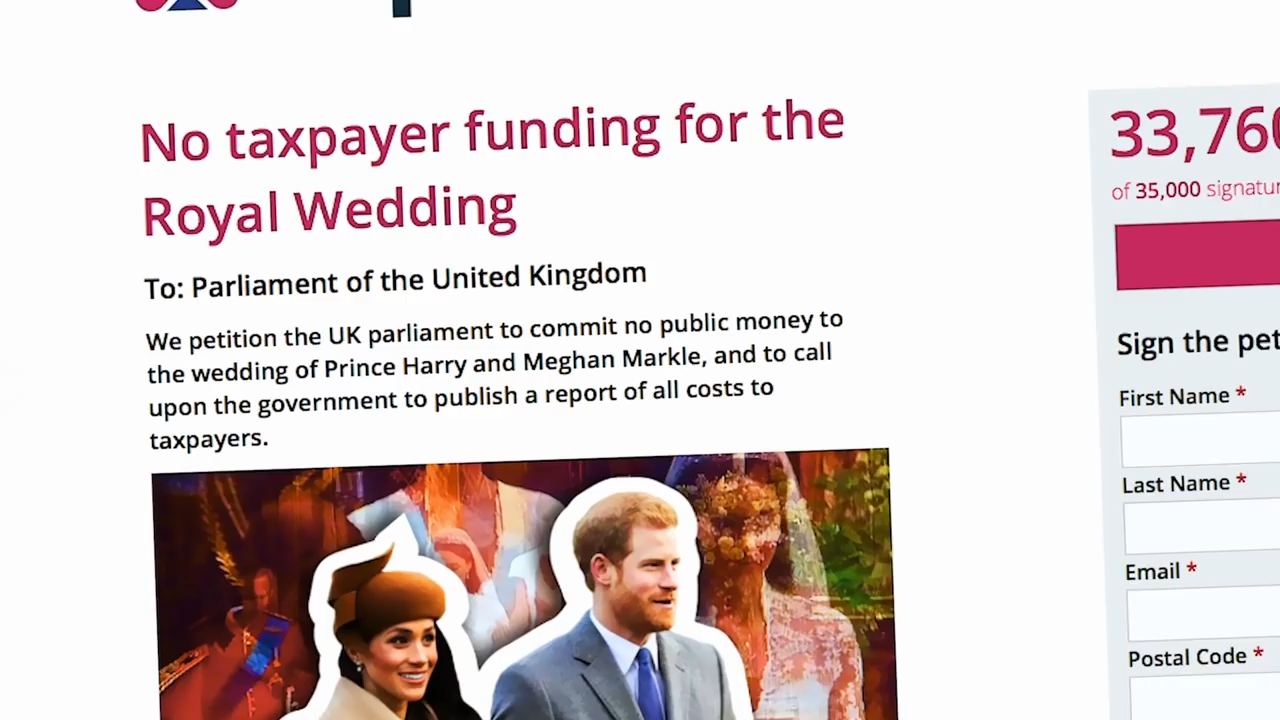 No taxpayer funding for the
Royal Wedding
To: Parliament of the United Kingdom
We petition the UK parliament to commit no public money to
the wedding of Prince Harry and Meghan Markle, and to call
upon the government to publish a report of all costs to
taxpayers.
33,760
of 35,000
Sign the
First Name *
Last Name *
Email *
Postal Code *